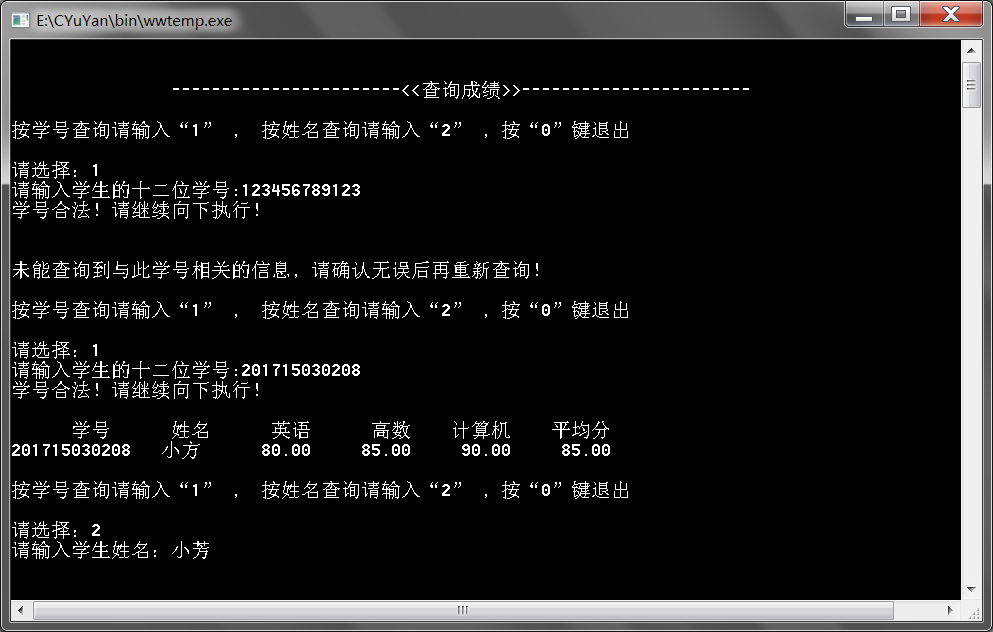 E:\CYuYan\bin\wwtemp.exe
-----------------------<<查询成绩>>-----------------------
按学号查询请输入“1” ， 按姓名查询请输入“2” ，按“0”键退出
请选择：1
请输入学生的十二位学号:123456789123
学号合法！请继续向下执行！
未能查询到与此学号相关的信息，请确认无误后再重新查询！
按学号查询请输入“1” ， 按姓名查询请输入“2” ，按“0”键退出
请选择：1
请输入学生的十二位学号:201715030208
学号合法！请继续向下执行！
学号 姓名 英语 高数 计算机 平均分
201715030208 小方 80.00 85.00 90.00 85.00
按学号查询请输入“1” ， 按姓名查询请输入“2” ，按“0”键退出
请选择：2
请输入学生姓名：小芳